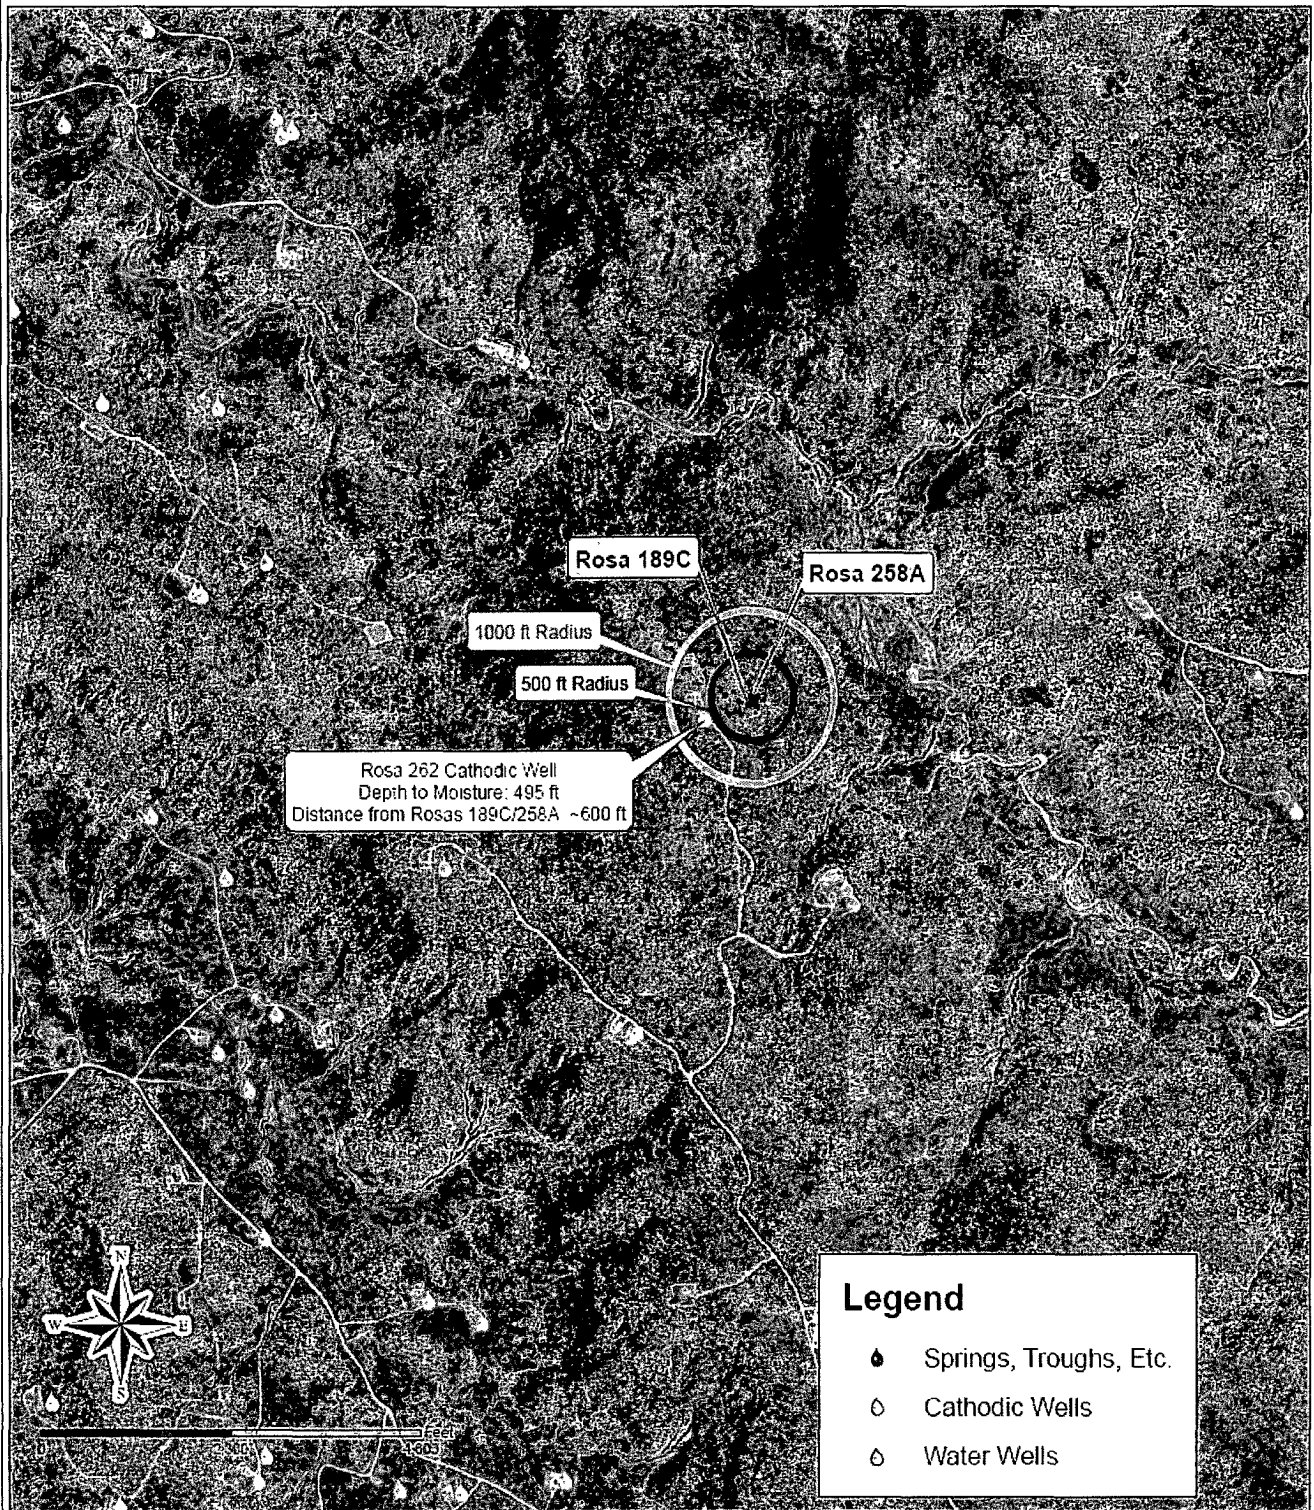 Rosa 189C
Rosa 258A
1000 ft Radius
500 ft Radius
Rosa 262 Cathodic Well
Depth to Moisture: 495 ft
Distance from Rosas 189C/258A ~600 ft
N
W
E
S
0
Feet
Legend
Springs, Troughs, Etc.
Cathodic Wells
Water Wells